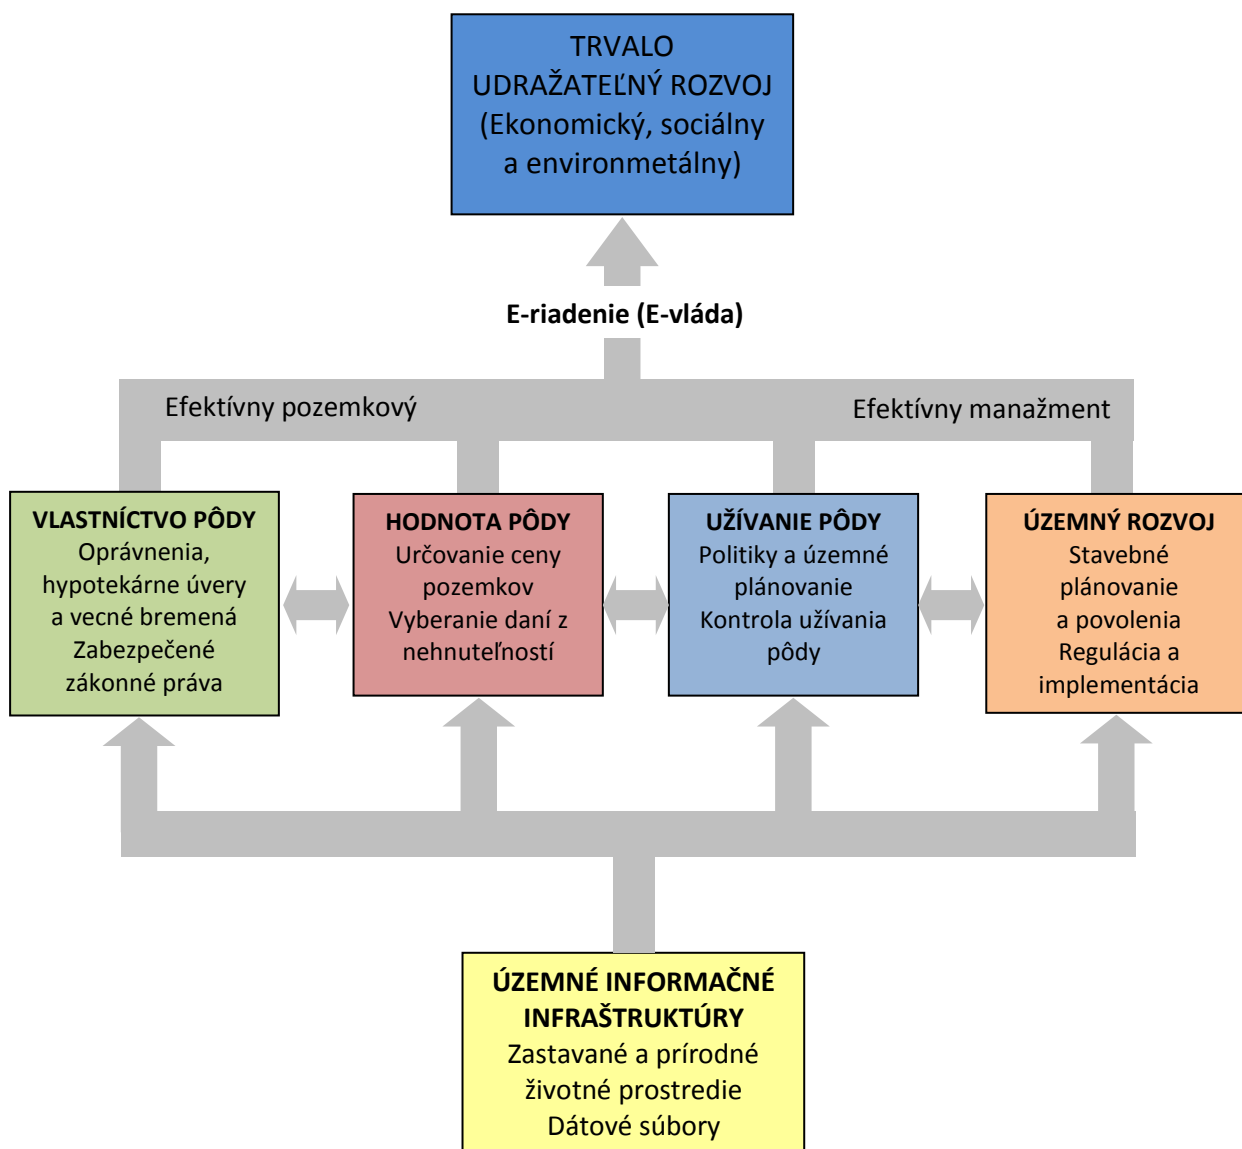 TRVALO
UDRAŽATEĽNÝ ROZVOJ
(Ekonomický, sociálny
a environmetálny)
E-riadenie (E-vláda)
Efektívny pozemkový
Efektívny manažment
VLASTNÍCTVO PÔDY
Oprávnenia,
hypotekárne úvery
a vecné bremená
Zabezpečené
zákonné práva
HODNOTA PÔDY
Určovanie ceny
pozemkov
Vyberanie daní z
nehnuteľností
UŽÍVANIE PÔDY
Politiky a územné
plánovanie
Kontrola užívania
pôdy
ÚZEMNÝ ROZVOJ
Stavebné
plánovanie
a povolenia
Regulácia a
implementácia
ÚZEMNÉ INFORMAČNÉ
INFRAŠTRUKTÚRY
Zastavané a prírodné
životné prostredie
Dátové súbory